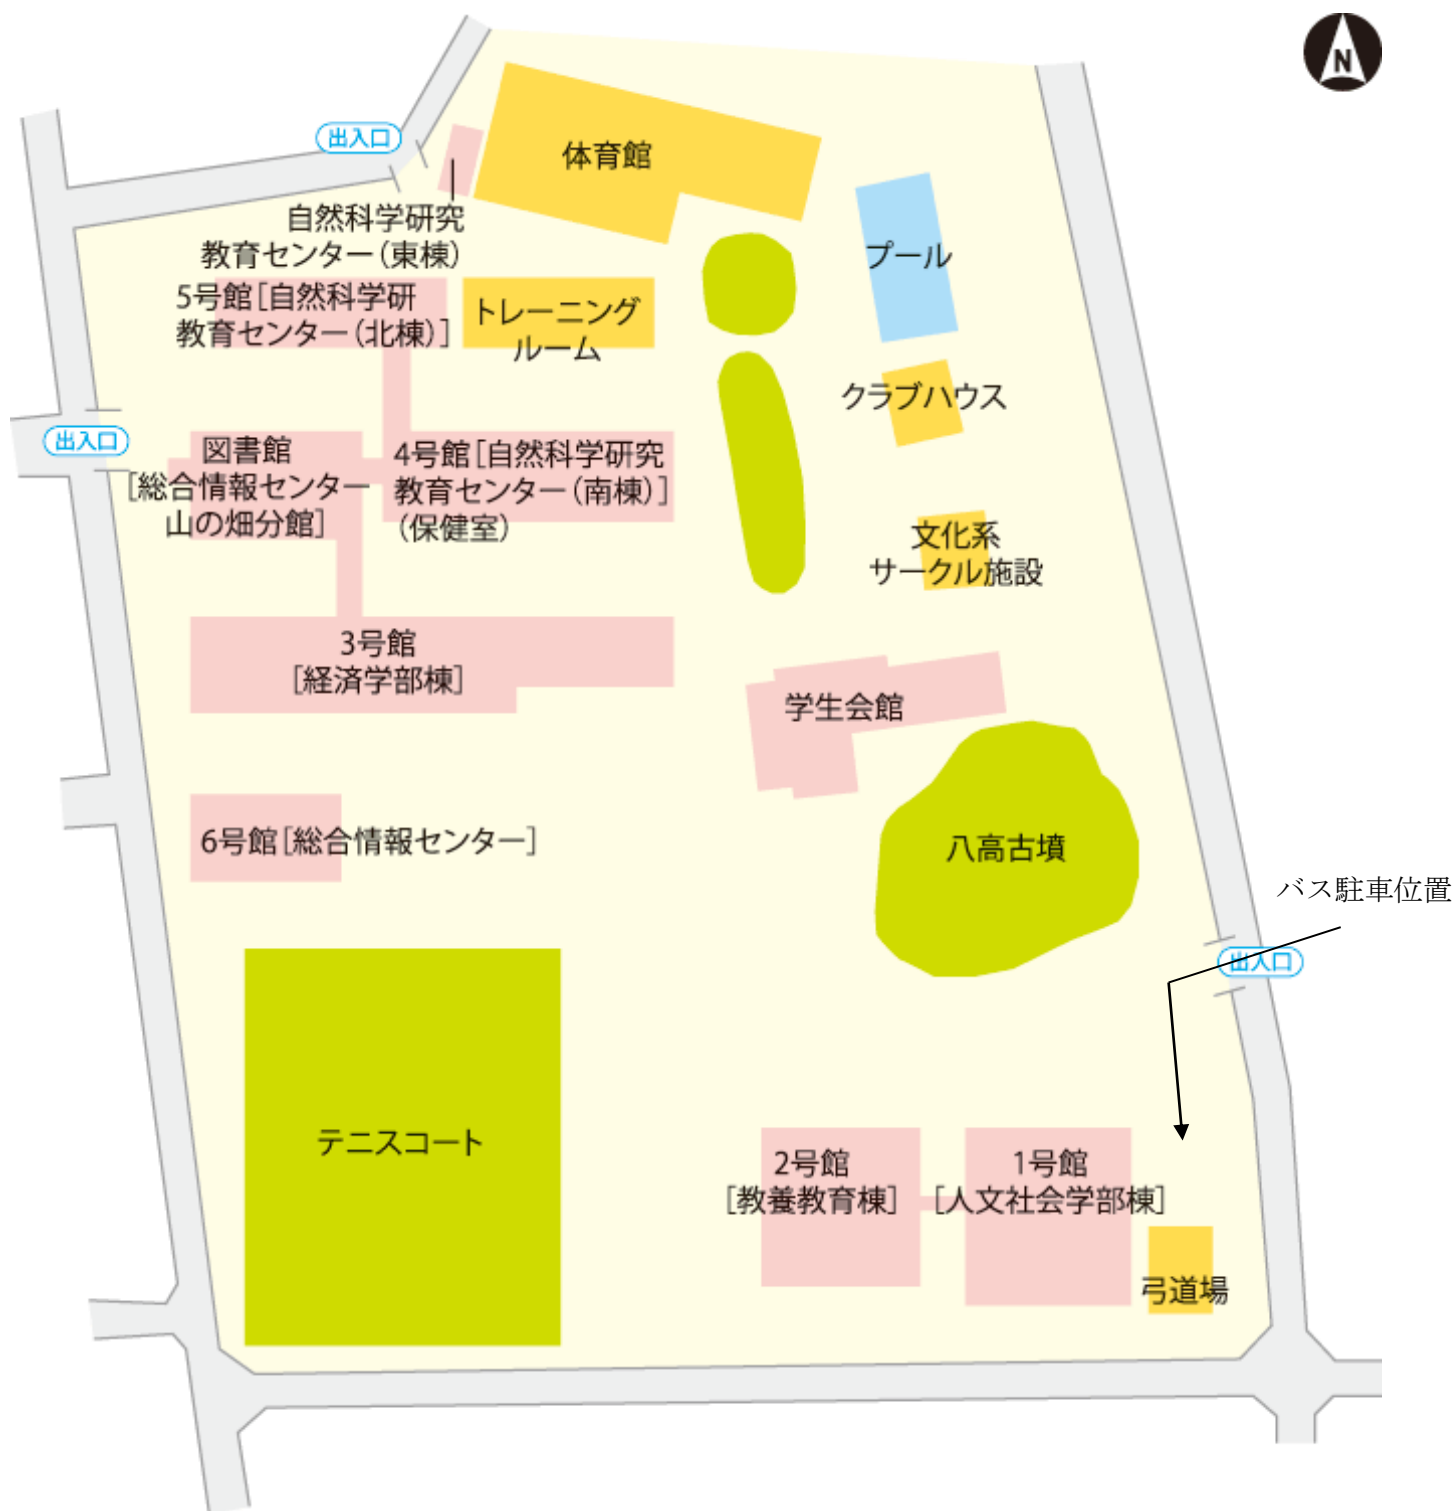 N
出入口
体育館
自然科学研究
教育センター(東棟)
プール
5号館[自然科学研
教育センター(北棟)]
トレーニング
ルーム
クラブハウス
出入口
図書館
[総合情報センター
山の畑分館]
4号館[自然科学研究
教育センター(南棟)]
(保健室)
文化系
サークル施設
3号館
[経済学部棟]
学生会館
6号館[総合情報センター]
八高古墳
バス駐車位置
出入口
テニスコート
2号館
[教養教育棟]
1号館
[人文社会学部棟]
弓道場